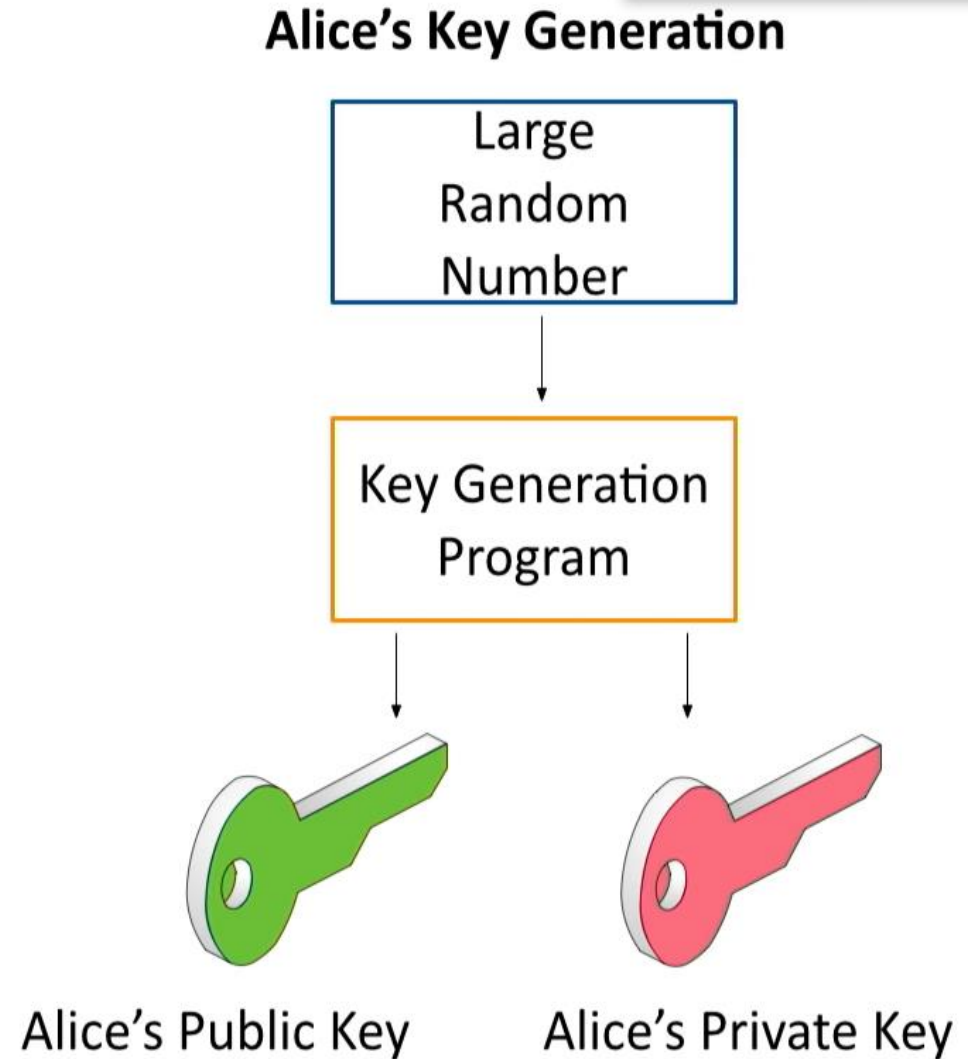 Alice’s Key Generation
Large
Random
Number
Key Generation
Program
Alice’s Public Key
Alice’s Private Key